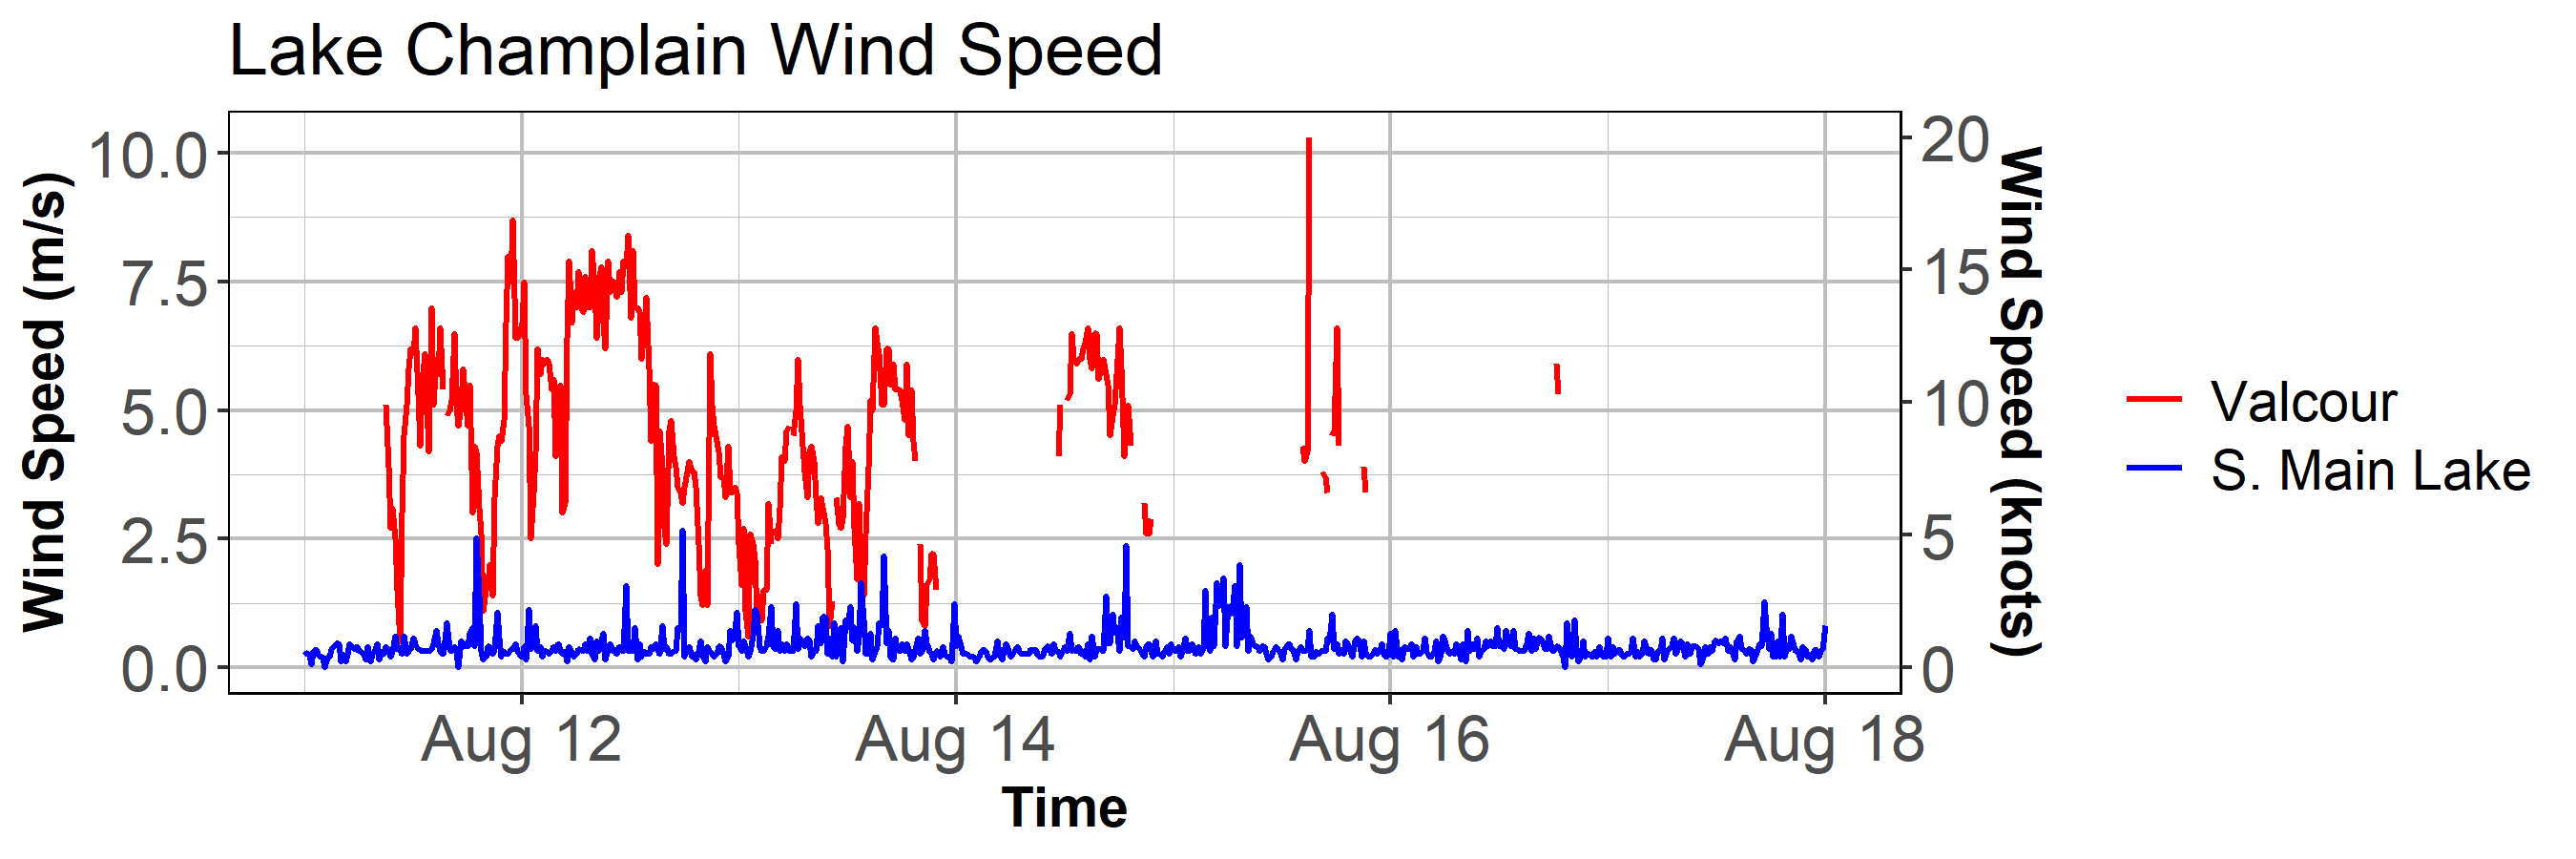 Lake Champlain Wind Speed
Wind Speed (m/s)
10.0
7.5
5.0
2.5
0.0
20
15
10
5
0
Wind Speed (knots)
Aug 12
Aug 14
Aug 16
Aug 18
Time
Valcour
S. Main Lake